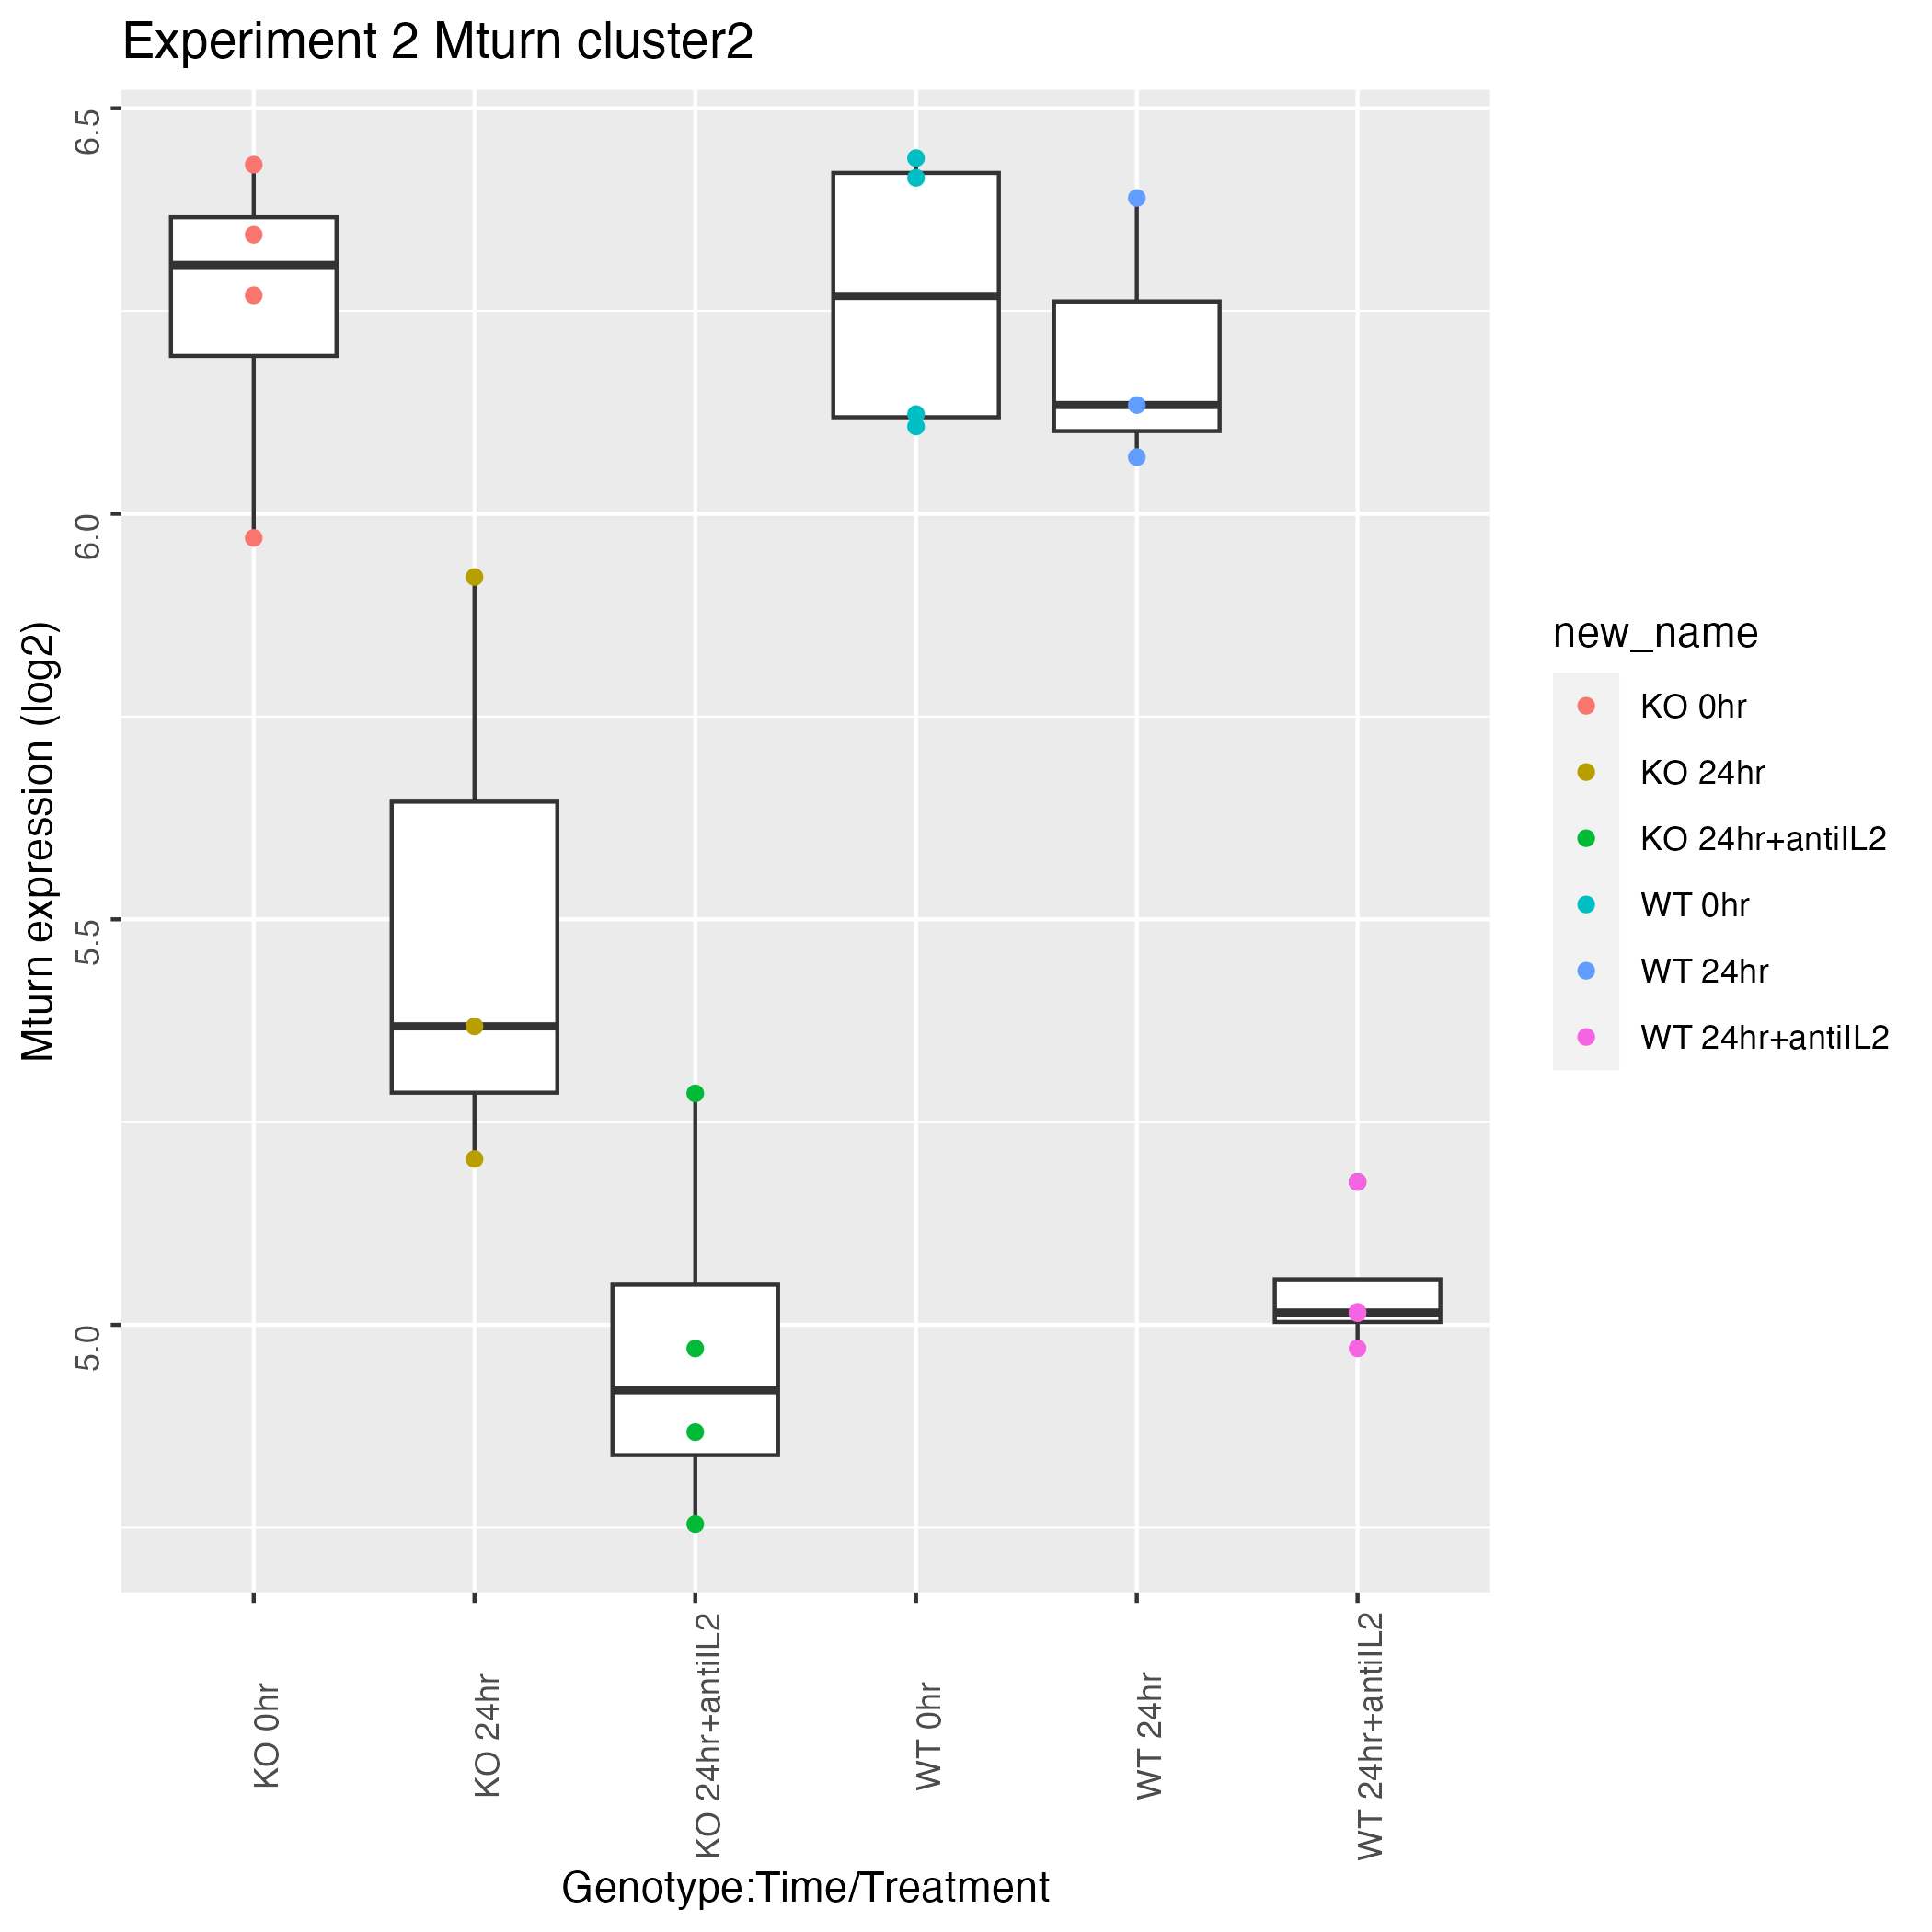 Experiment 2 Mturn cluster2
6.5
6.0
5.5
5.0
Mturn expression (log2)
KO 0hr
KO 24hr
KO 24hr+antiIL2
WT 0hr
WT 24hr
WT 24hr+antiIL2
Genotype:Time/Treatment
new_name
KO 0hr
KO 24hr
KO 24hr+antiIL2
WT 0hr
WT 24hr
WT 24hr+antiIL2